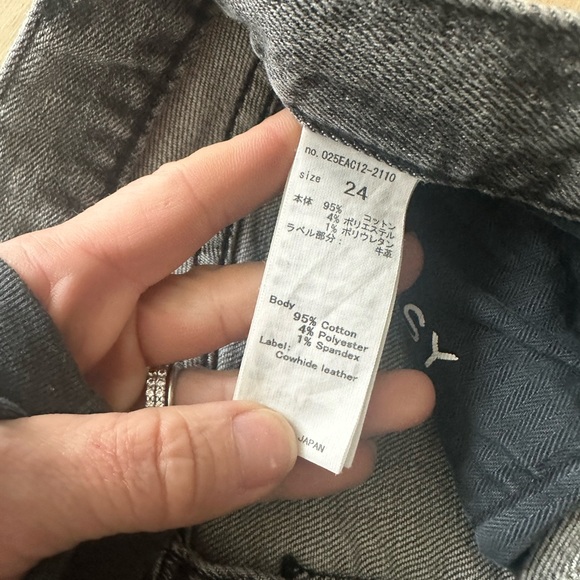 no. 025EAC12-2110
size 24
本体 95% コットン
4% ポリエステル
1% ポリウレタン
ラベル部分: 牛革
Body
95% Cotton
4% Polyester
1% Spandex
Label:
Cowhide leather
JAPAN
CY